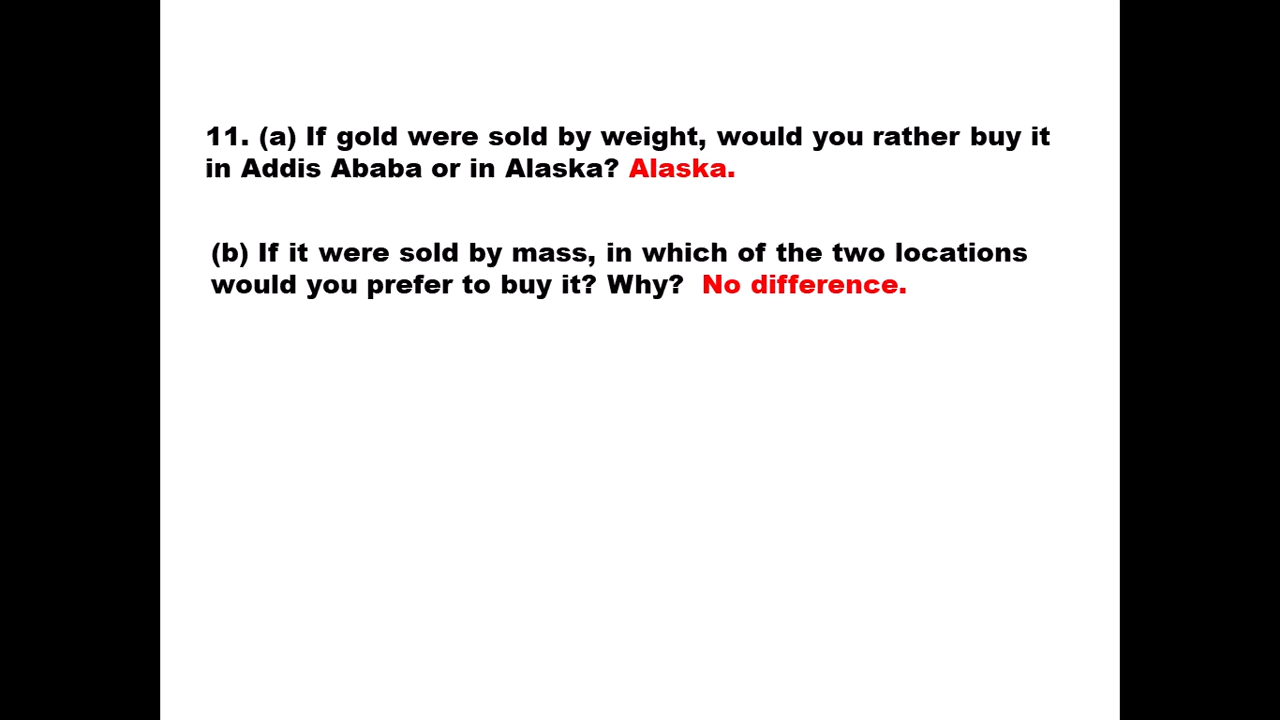 11. (a) If gold were sold by weight, would you rather buy it
in Addis Ababa or in Alaska? Alaska.
(b) If it were sold by mass, in which of the two locations
would you prefer to buy it? Why? No difference.